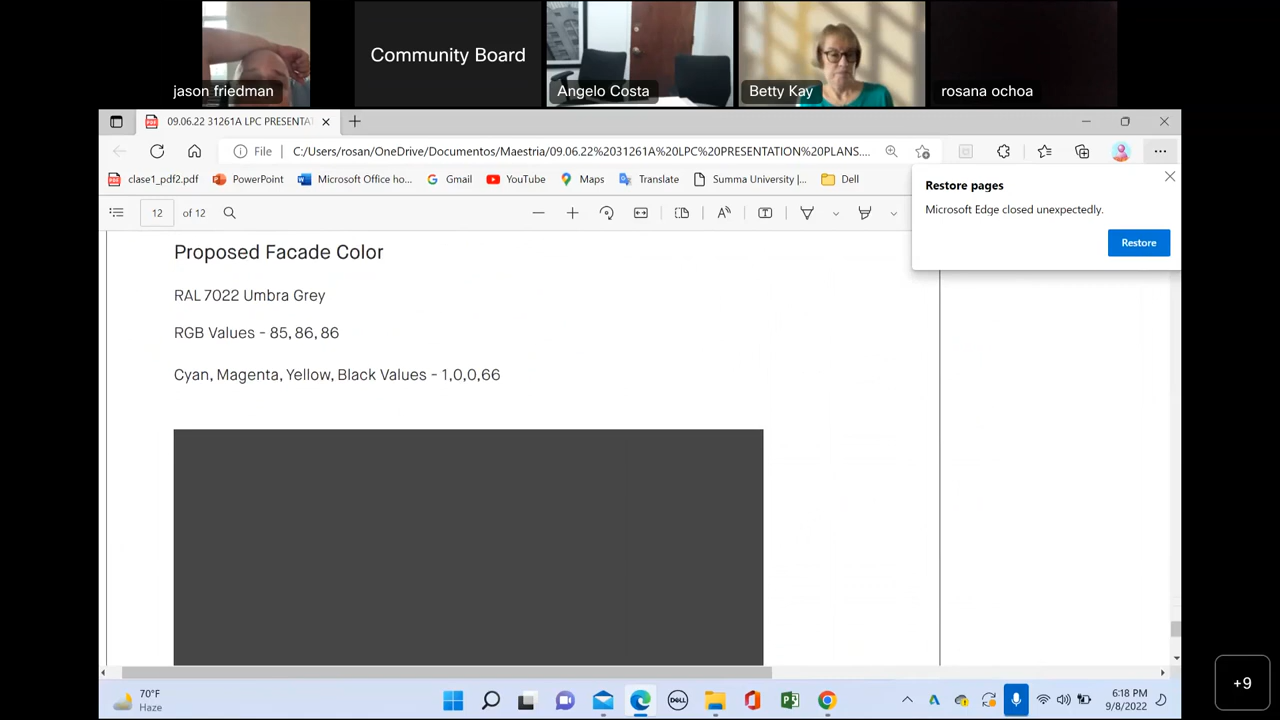 jason friedman
Community Board
Angelo Costa
Betty Kay
rosana ochoa
09.06.22 31261A LPC PRESENTA
File
C:/Users/rosan/OneDrive/Documentos/Maestria/09.06.22%2031261A%20LPC%20PRESENTATION%20PLANS....
clase1_pdf2.pdf
PowerPoint
Microsoft Office ho...
Gmail
YouTube
Maps
Translate
Summa University |...
Dell
Restore pages
Microsoft Edge closed unexpectedly.
Restore
12 of 12
Proposed Facade Color
RAL 7022 Umbra Grey
RGB Values - 85, 86, 86
Cyan, Magenta, Yellow, Black Values - 1,0,0,66
70°F
Haze
DELL
6:18 PM
9/8/2022
+9